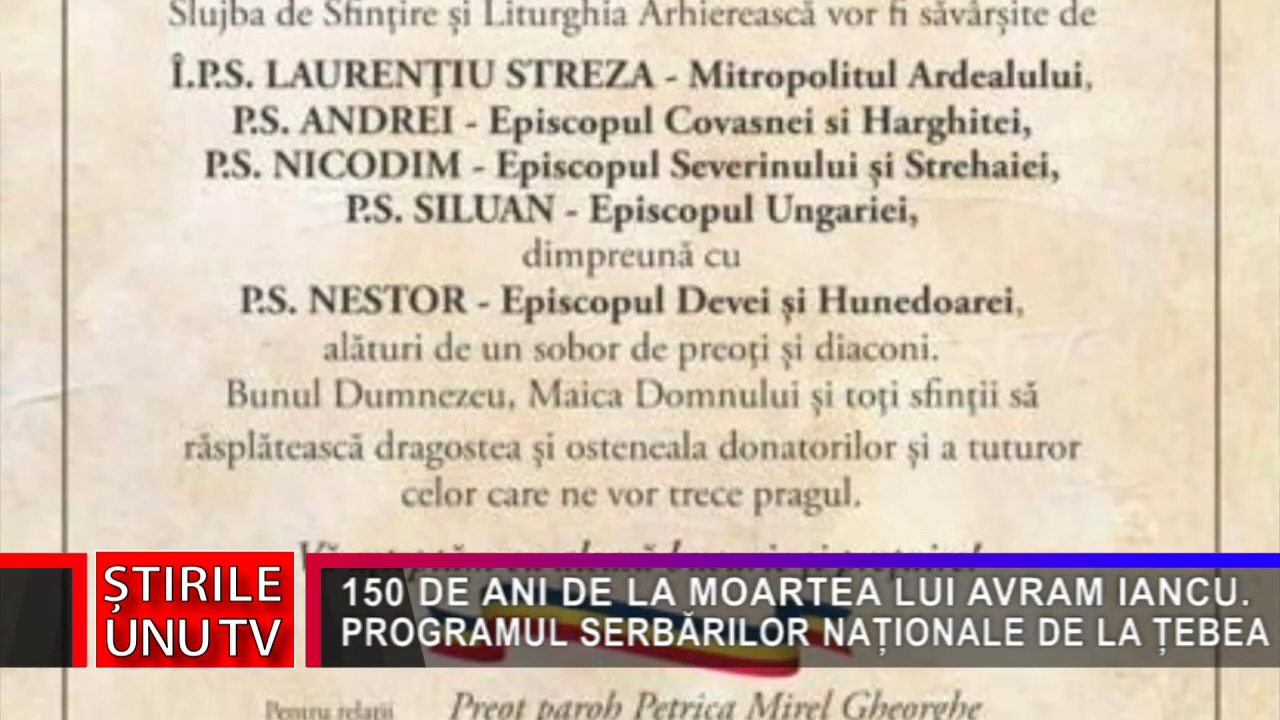 Slujba de Sfințire și Liturghia Arhierească vor fi săvârșite de
Î.P.S. LAURENȚIU STREZA - Mitropolitul Ardealului,
P.S. ANDREI - Episcopul Covasnei si Harghitei,
P.S. NICODIM - Episcopul Severinului și Strehaiei,
P.S. SILUAN - Episcopul Ungariei,
dimpreună cu
P.S. NESTOR - Episcopul Devei și Hunedoarei,
alături de un sobor de preoți și diaconi.
Bunul Dumnezeu, Maica Domnului și toți sfinții să
răsplătească dragostea și osteneala donatorilor și a tuturor
celor care ne vor trece pragul.
ȘTIRILE
UNU TV
150 DE ANI DE LA MOARTEA LUI AVRAM IANCU.
PROGRAMUL SERBĂRILOR NAȚIONALE DE LA ȚEBEA
Pentru relații Preot paroh Petrica Mirel Gheorghe